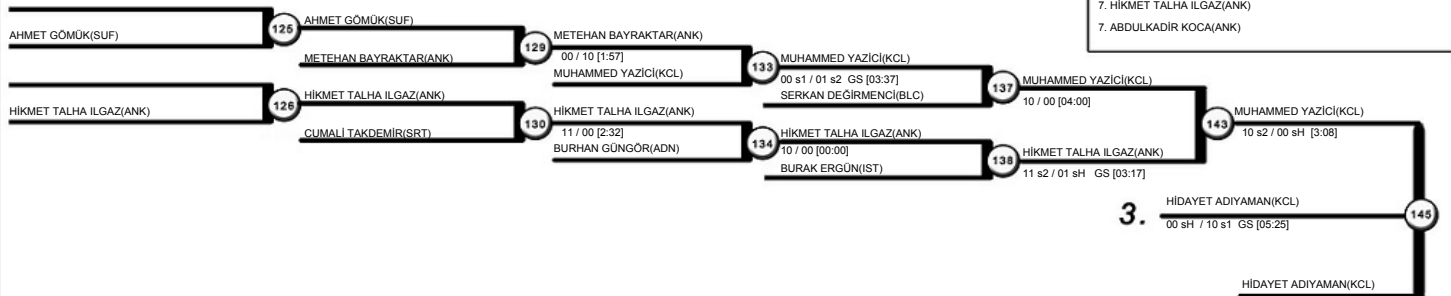 7. HİKMET TALHA ILGAZ(ANK)
7. ABDULKADİR KOCA(ANK)
AHMET GÖMÜK(SUF)
125
AHMET GÖMÜK(SUF)
METEHAN BAYRAKTAR(ANK)
129
METEHAN BAYRAKTAR(ANK)
00 / 10 [1:57]
MUHAMMED YAZİCİ(KCL)
133
MUHAMMED YAZİCİ(KCL)
00 s1 / 01 s2 GS [03:37]
SERKAN DEĞİRMENCİ(BLC)
137
MUHAMMED YAZİCİ(KCL)
10 / 00 [04:00]
HİKMET TALHA ILGAZ(ANK)
126
HİKMET TALHA ILGAZ(ANK)
CUMALİ TAKDEMİR(SRT)
130
HİKMET TALHA ILGAZ(ANK)
11 / 00 [2:32]
BURHAN GÜNGÖR(ADN)
134
HİKMET TALHA ILGAZ(ANK)
10 / 00 [00:00]
BURAK ERGÜN(IST)
138
HİKMET TALHA ILGAZ(ANK)
11 s2 / 01 sH GS [03:17]
143
MUHAMMED YAZİCİ(KCL)
10 s2 / 00 sH [3:08]
3.
HİDAYET ADIYAMAN(KCL)
00 sH / 10 s1 GS [05:25]
145
HİDAYET ADIYAMAN(KCL)